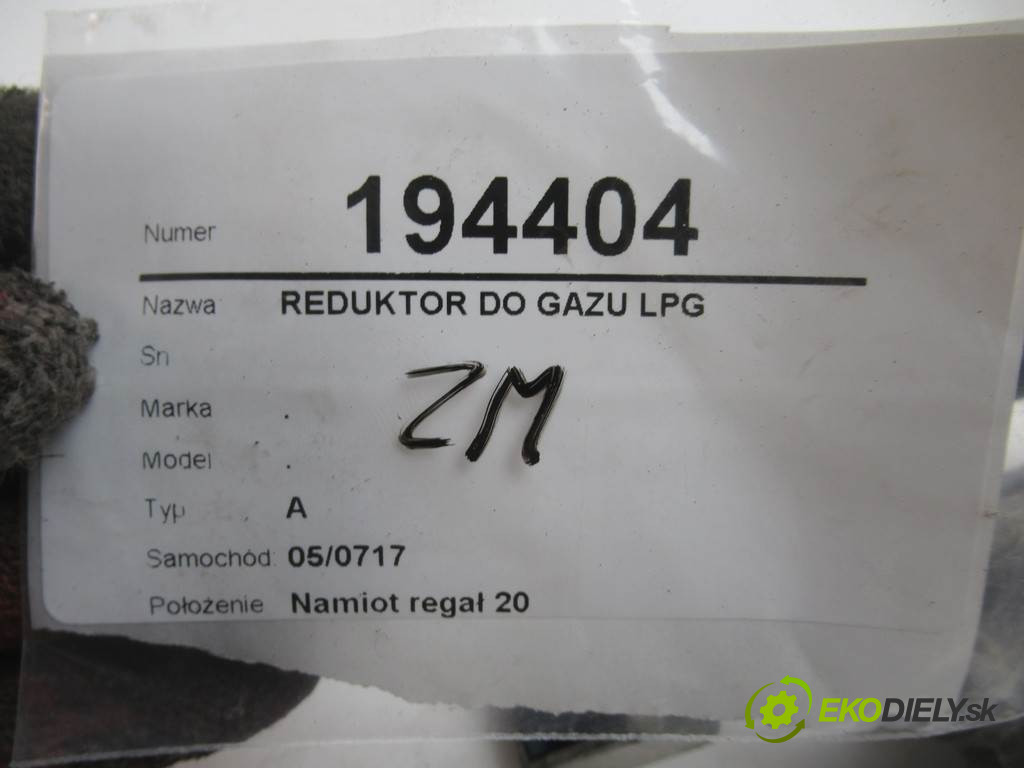 Numer 194404
Nazwa REDUKTOR DO GAZU LPG
Sn
ZM
Marka .
Model .
Typ A
Samochód: 05/0717
Położenie Namiot regał 20
EKODIELY.sk